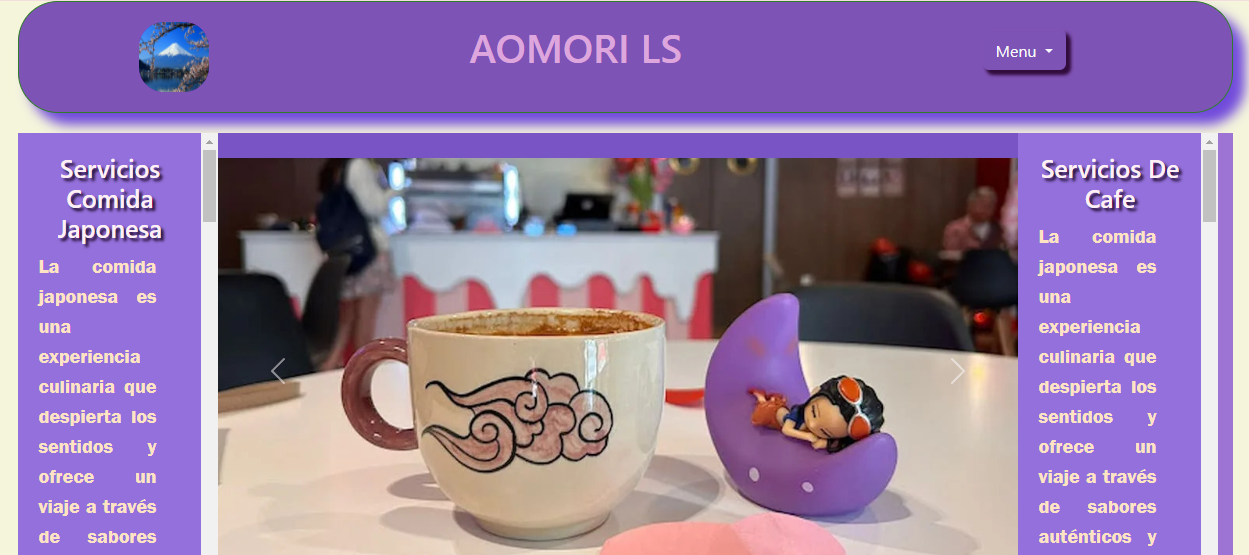 AOMORI LS
Menu
Servicios
Comida
Japonesa
La comida
japonesa es
una
experiencia
culinaria que
despierta los
sentidos y
ofrece un
viaje a través
de sabores
Servicios De
Cafe
La comida
japonesa es
una
experiencia
culinaria que
despierta los
sentidos y
ofrece un
viaje a través
de sabores
auténticos y